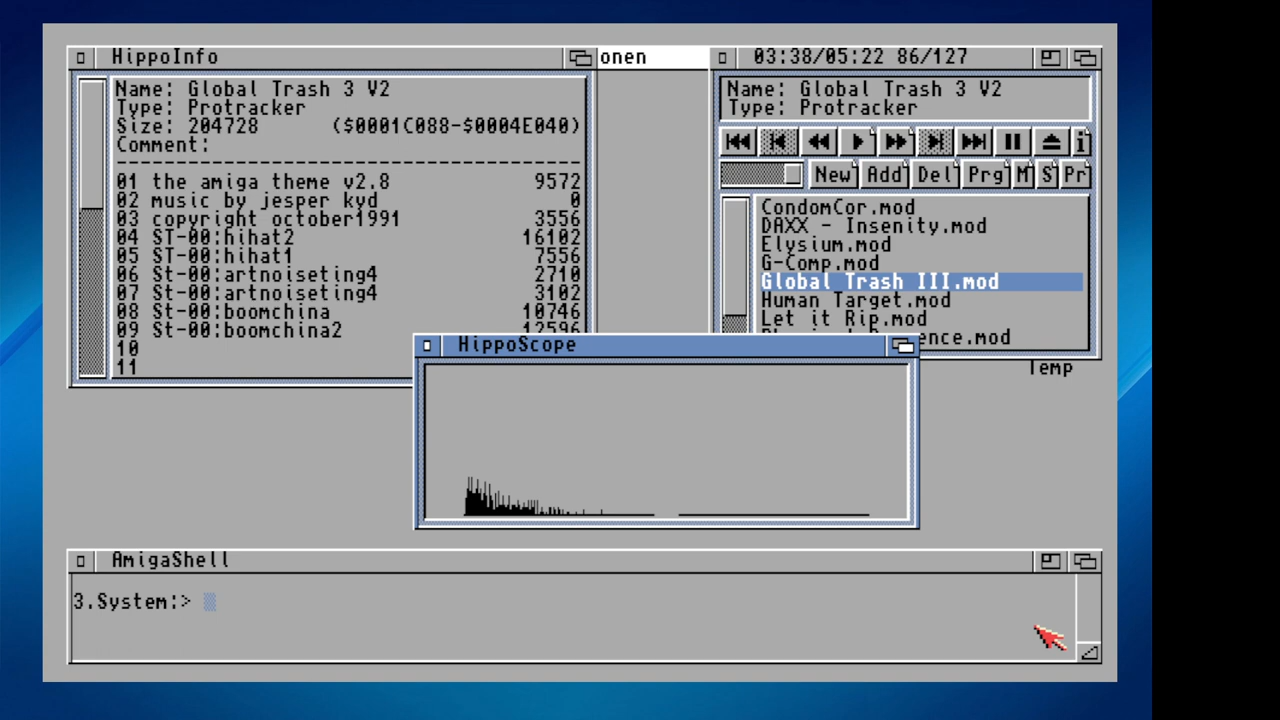 HippoInfo
Name: Global Trash 3 V2
Type: Protracker
Size: 204728 ($0001C088-$0004E040)
Comment:
----------------------------------------
01 the amiga theme v2.8 9572
02 music by jesper kyd 0
03 copyright october1991 3556
04 ST-00:hihat2 16102
05 ST-00:hihat1 7556
06 St-00:artnoiseting4 2710
07 St-00:artnoiseting4 3102
08 St-00:boomchina 10746
09 St-00:boomchina2 12596
10
11
onen
03:38/05:22 86/127
Name: Global Trash 3 V2
Type: Protracker
i
New Add Del Prg M S Pr
CondomCor.mod
DAXX - Insenity.mod
Elysium.mod
G-Comp.mod
Global Trash III.mod
Human Target.mod
Let it Rip.mod
ence.mod
Temp
HippoScope
AmigaShell
3.System:>